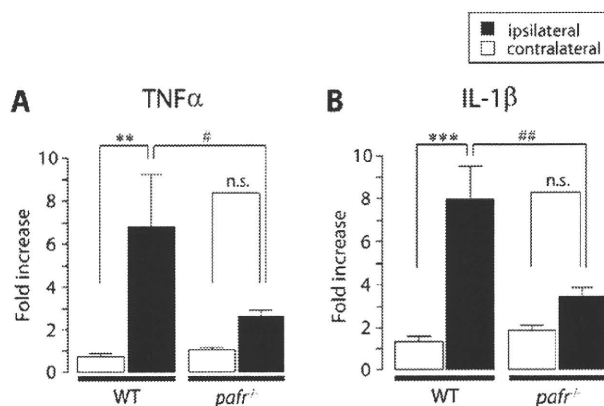 ipsilateral
contralateral
A
TNFα
**
#
n.s.
Fold increase
10
8
6
4
2
0
WT
pafr-/-
B
IL-1β
***
##
n.s.
Fold increase
10
8
6
4
2
0
WT
pafr-/-